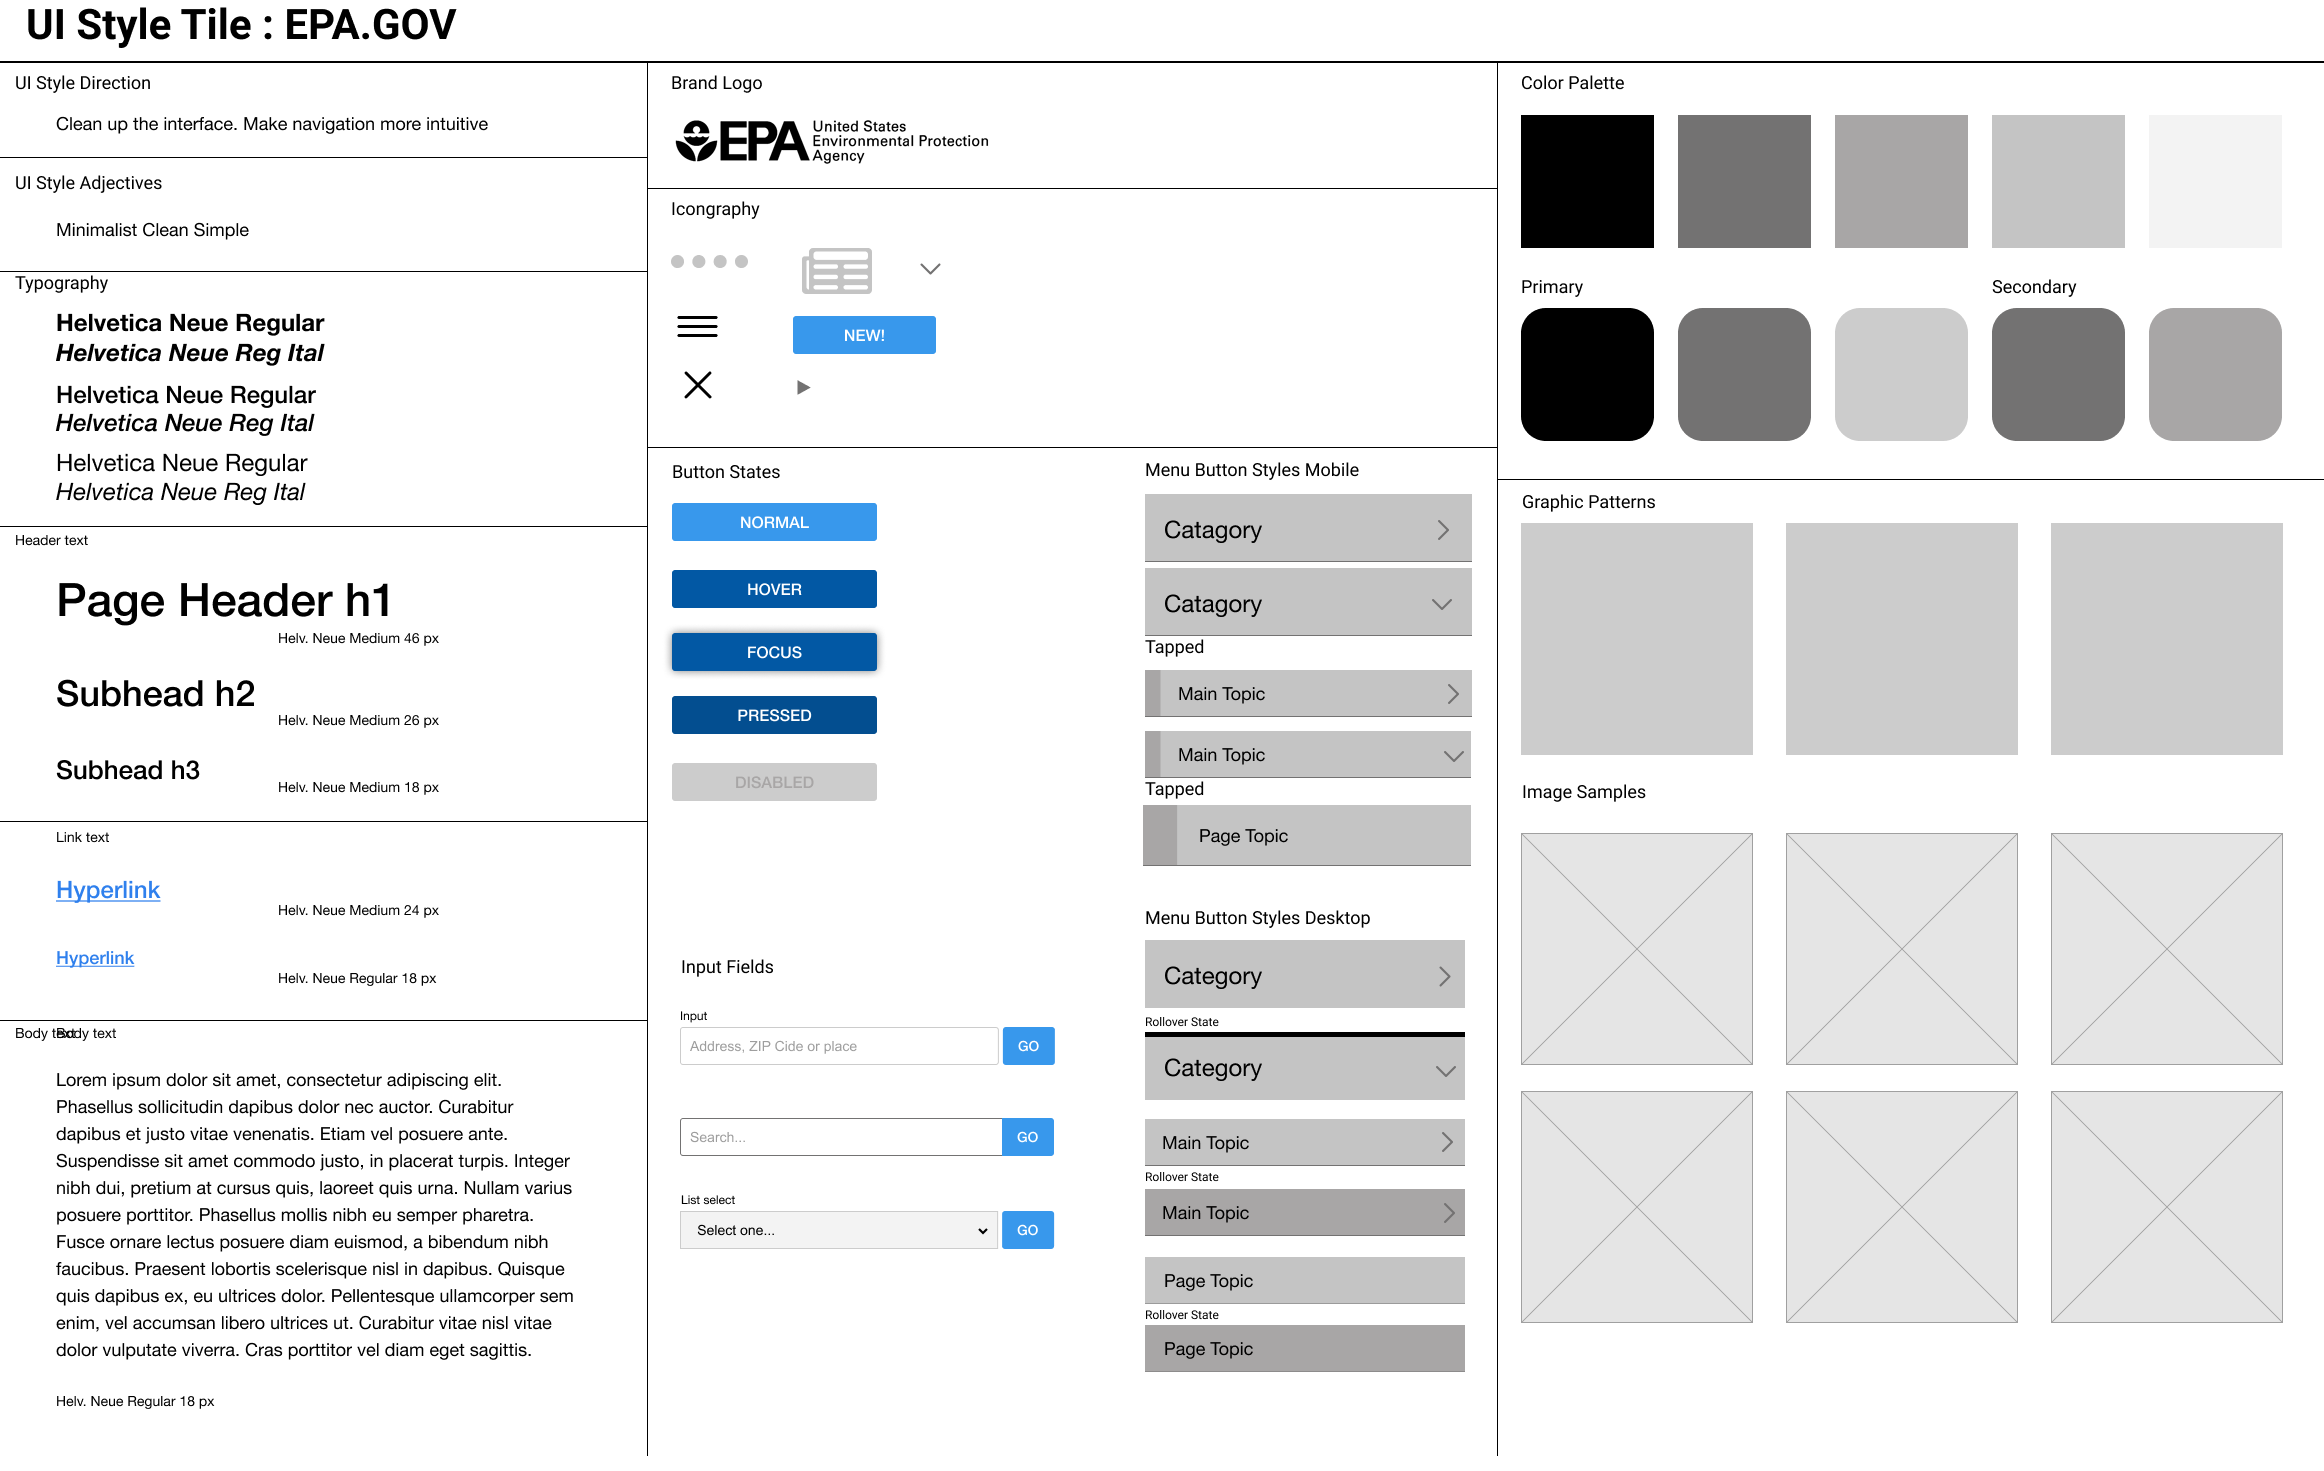 UI Style Tile : EPA.GOV
UI Style Direction
Clean up the interface. Make navigation more intuitive
UI Style Adjectives
Minimalist Clean Simple
Typography
Helvetica Neue Regular
Helvetica Neue Reg Ital
Helvetica Neue Regular
Helvetica Neue Reg Ital
Helvetica Neue Regular
Helvetica Neue Reg Ital
Header text
Page Header h1
Helv. Neue Medium 46 px
Subhead h2
Helv. Neue Medium 26 px
Subhead h3
Helv. Neue Medium 18 px
Link text
Hyperlink
Helv. Neue Medium 24 px
Hyperlink
Helv. Neue Regular 18 px
Body text
Body text
Lorem ipsum dolor sit amet, consectetur adipiscing elit.
Phasellus sollicitudin dapibus dolor nec auctor. Curabitur
dapibus et justo vitae venenatis. Etiam vel posuere ante.
Suspendisse sit amet commodo justo, in placerat turpis. Integer
nibh dui, pretium at cursus quis, laoreet quis urna. Nullam varius
posuere porttitor. Phasellus mollis nibh eu semper pharetra.
Fusce ornare lectus posuere diam euismod, a bibendum nibh
faucibus. Praesent lobortis scelerisque nisl in dapibus. Quisque
quis dapibus ex, eu ultrices dolor. Pellentesque ullamcorper sem
enim, vel accumsan libero ultrices ut. Curabitur vitae nisl vitae
dolor vulputate viverra. Cras porttitor vel diam eget sagittis.
Helv. Neue Regular 18 px
Brand Logo
EPA
United States
Environmental Protection
Agency
Icongraphy
NEW!
Button States
NORMAL
HOVER
FOCUS
PRESSED
DISABLED
Input Fields
Input
Address, ZIP Cide or place
GO
Search...
GO
List select
Select one...
GO
Menu Button Styles Mobile
Catagory
Catagory
Tapped
Main Topic
Main Topic
Tapped
Page Topic
Menu Button Styles Desktop
Category
Rollover State
Category
Main Topic
Rollover State
Main Topic
Page Topic
Rollover State
Page Topic
Color Palette
Primary
Secondary
Graphic Patterns
Image Samples